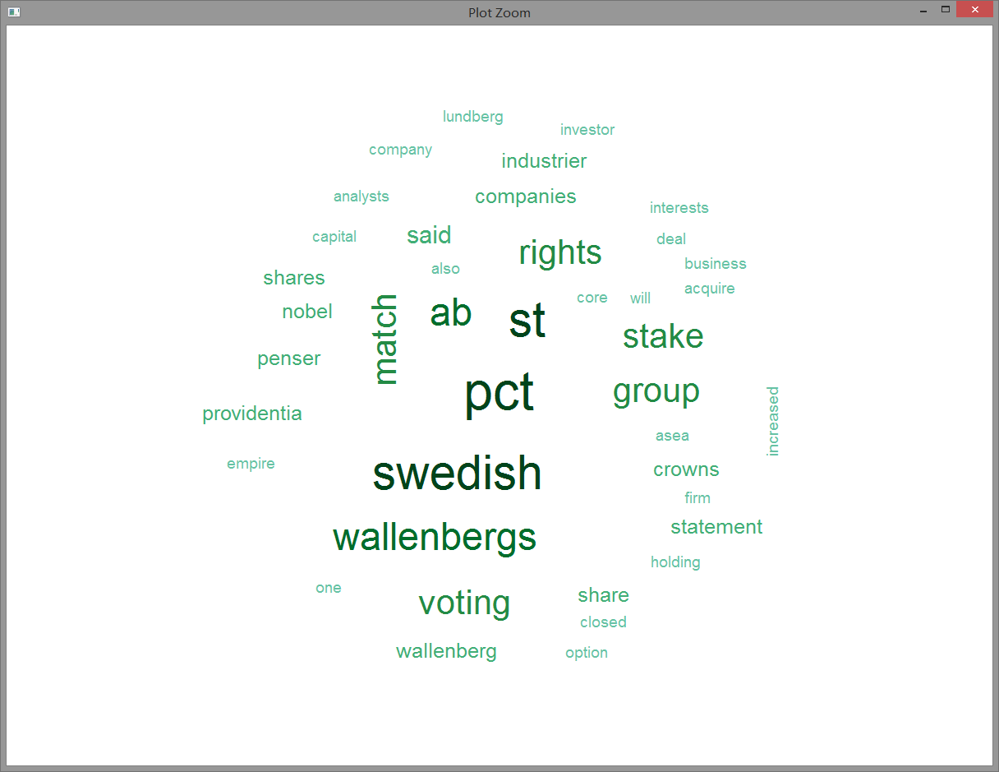 Plot Zoom
lundberg
investor
company
industrier
analysts
companies
interests
capital
said
deal
rights
business
also
shares
acquire
core
will
nobel
ab
st
match
stake
penser
pct
group
providentia
increased
asea
empire
swedish
crowns
firm
statement
wallenbergs
holding
one
share
voting
closed
wallenberg
option